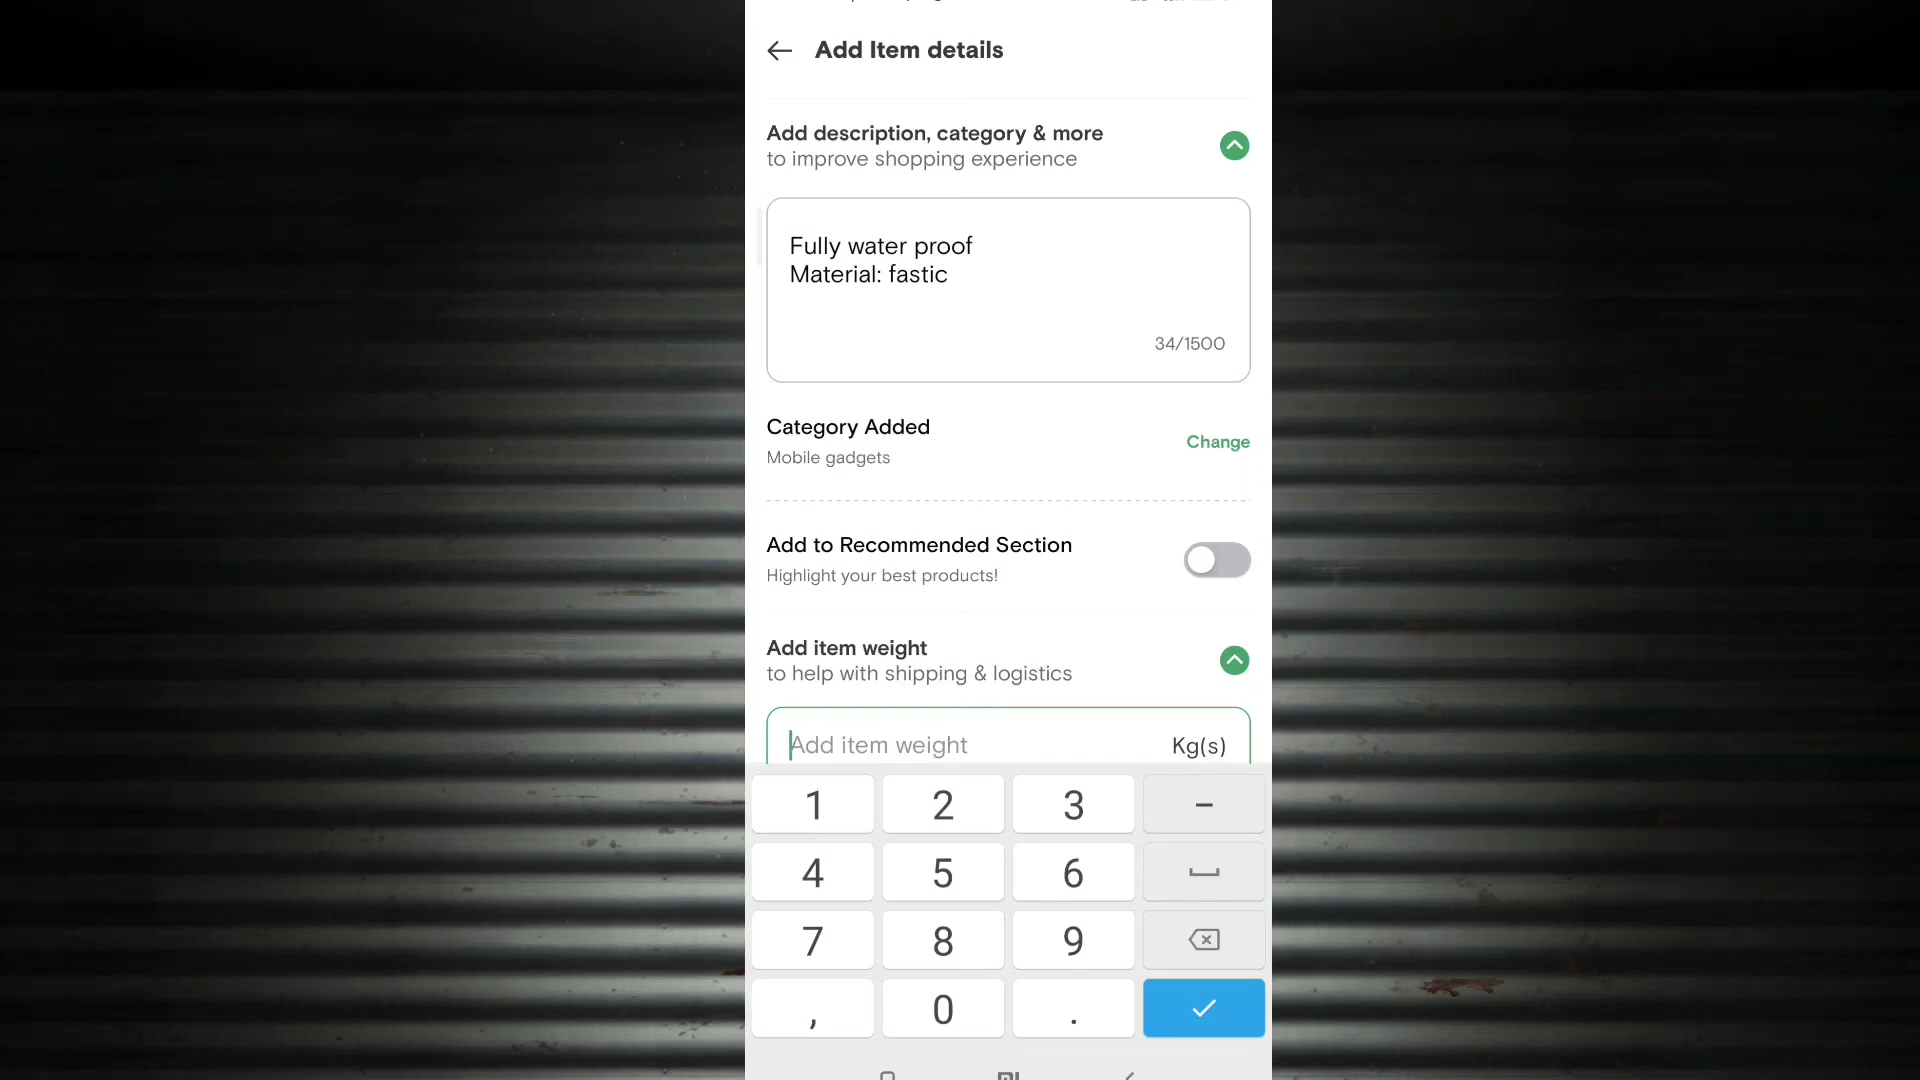 Add Item details
Add description, category & more
to improve shopping experience
Fully water proof
Material: fastic
34/1500
Category Added
Mobile gadgets
Change
Add to Recommended Section
Highlight your best products!
Add item weight
to help with shipping & logistics
Add item weight
Kg(s)
1 2 3 -
4 5 6
7 8 9
, 0 .